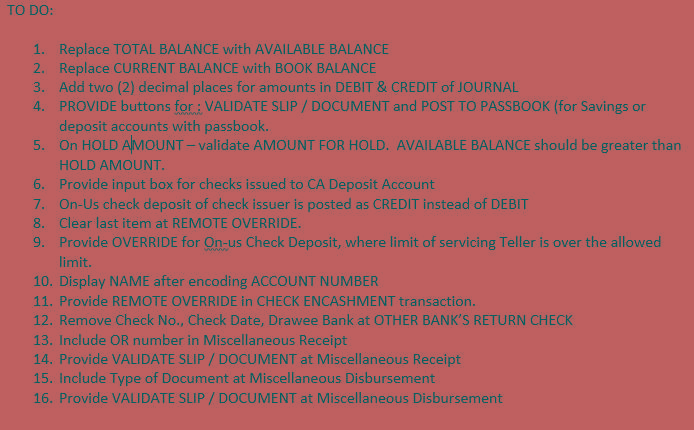 TO DO:
1. Replace TOTAL BALANCE with AVAILABLE BALANCE
2. Replace CURRENT BALANCE with BOOK BALANCE
3. Add two (2) decimal places for amounts in DEBIT & CREDIT of JOURNAL
4. PROVIDE buttons for : VALIDATE SLIP / DOCUMENT and POST TO PASSBOOK (for Savings or
deposit accounts with passbook.
5. On HOLD AMOUNT – validate AMOUNT FOR HOLD. AVAILABLE BALANCE should be greater than
HOLD AMOUNT.
6. Provide input box for checks issued to CA Deposit Account
7. On-Us check deposit of check issuer is posted as CREDIT instead of DEBIT
8. Clear last item at REMOTE OVERRIDE.
9. Provide OVERRIDE for On-us Check Deposit, where limit of servicing Teller is over the allowed
limit.
10. Display NAME after encoding ACCOUNT NUMBER
11. Provide REMOTE OVERRIDE in CHECK ENCASHMENT transaction.
12. Remove Check No., Check Date, Drawee Bank at OTHER BANK'S RETURN CHECK
13. Include OR number in Miscellaneous Receipt
14. Provide VALIDATE SLIP / DOCUMENT at Miscellaneous Receipt
15. Include Type of Document at Miscellaneous Disbursement
16. Provide VALIDATE SLIP / DOCUMENT at Miscellaneous Disbursement